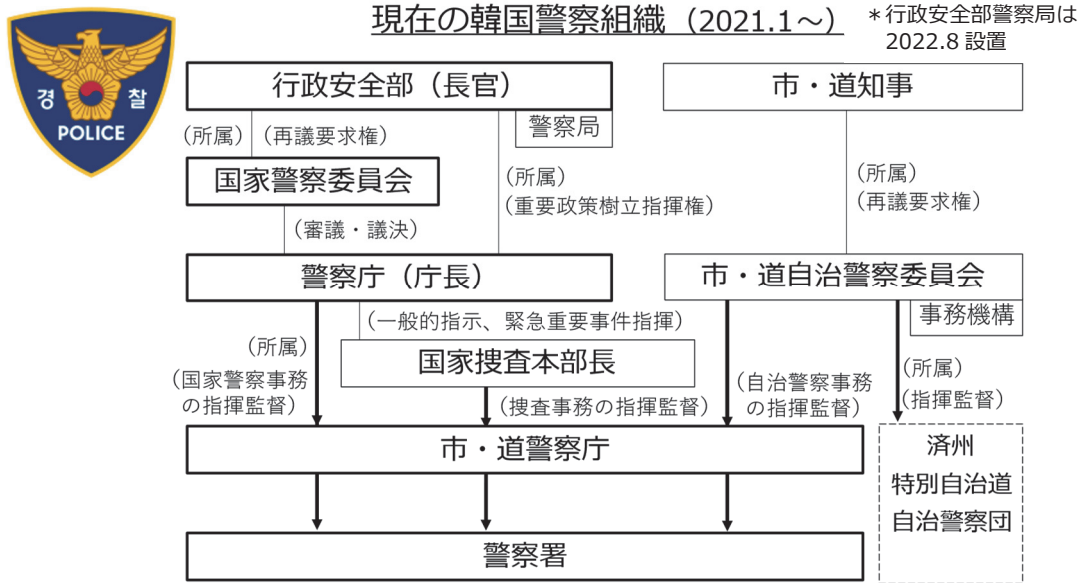 現在の韓国警察組織（2021.1～）
＊行政安全部警察局は
2022.8 設置
경 찰
POLICE
行政安全部（長官）
警察局
市・道知事
（所属）
（再議要求権）
国家警察委員会
（所属）
（重要政策樹立指揮権）
（所属）
（再議要求権）
（審議・議決）
警察庁（庁長）
市・道自治警察委員会
事務機構
（一般的指示、緊急重要事件指揮）
国家捜査本部長
（所属）
（国家警察事務
の指揮監督）
（捜査事務の指揮監督）
（自治警察事務
の指揮監督）
（所属）
（指揮監督）
市・道警察庁
済州
特別自治道
自治警察団
警察署